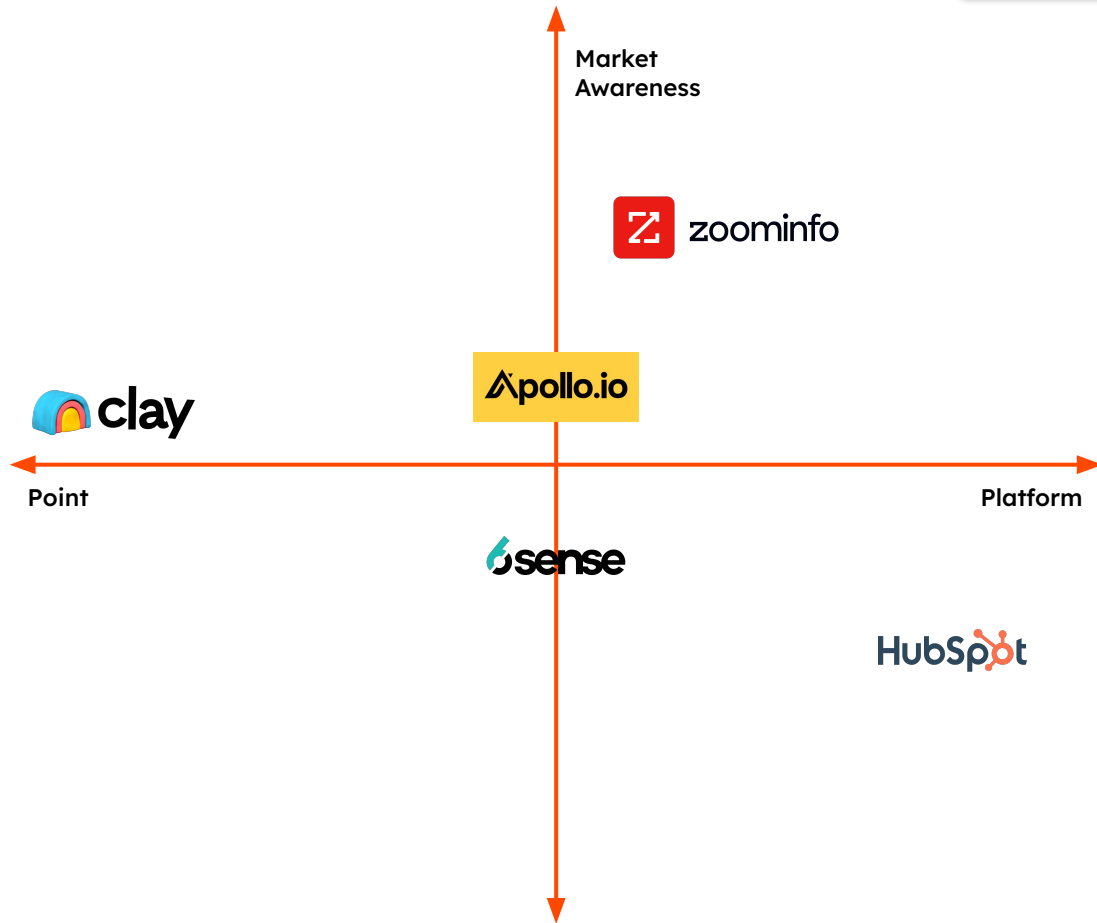 Market
Awareness
zoominfo
Apollo.io
clay
Point
Platform
6sense
HubSpot